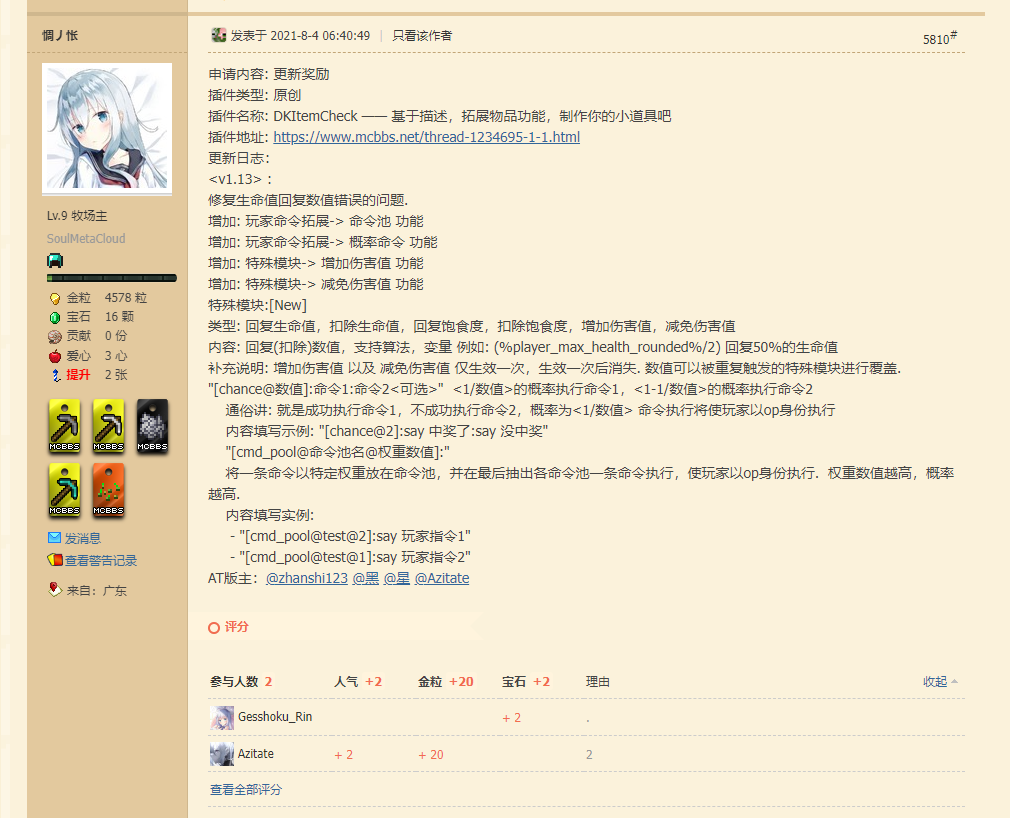 惆丿怅
发表于 2021-8-4 06:40:49 | 只看该作者
5810#
Lv.9 牧场主
SoulMetaCloud
金粒 4578 粒
宝石 16 颗
贡献 0 份
爱心 3 心
提升 2 张
MCBBS MCBBS MCBBS
MCBBS MCBBS
发消息
查看警告记录
来自：广东
申请内容: 更新奖励
插件类型: 原创
插件名称: DKItemCheck —— 基于描述，拓展物品功能，制作你的小道具吧
插件地址: https://www.mcbbs.net/thread-1234695-1-1.html
更新日志:
<v1.13> :
修复生命值回复数值错误的问题.
增加: 玩家命令拓展-> 命令池 功能
增加: 玩家命令拓展-> 概率命令 功能
增加: 特殊模块-> 增加伤害值 功能
增加: 特殊模块-> 减免伤害值 功能
特殊模块:[New]
类型: 回复生命值，扣除生命值，回复饱食度，扣除饱食度，增加伤害值，减免伤害值
内容: 回复(扣除)数值，支持算法，变量 例如: (%player_max_health_rounded%/2) 回复50%的生命值
补充说明: 增加伤害值 以及 减免伤害值 仅生效一次，生效一次后消失. 数值可以被重复触发的特殊模块进行覆盖.
"[chance@数值]:命令1:命令2<可选>" <1/数值>的概率执行命令1，<1-1/数值>的概率执行命令2
通俗讲: 就是成功执行命令1，不成功执行命令2，概率为<1/数值> 命令执行将使玩家以op身份执行
内容填写示例: "[chance@2]:say 中奖了:say 没中奖"
"[cmd_pool@命令池名@权重数值]:"
将一条命令以特定权重放在命令池，并在最后抽出各命令池一条命令执行，使玩家以op身份执行. 权重数值越高，概率
越高.
内容填写实例:
- "[cmd_pool@test@2]:say 玩家指令1"
- "[cmd_pool@test@1]:say 玩家指令2"
AT版主： @zhanshi123 @黑 @星 @Azitate
评分
参与人数 2 人气 +2 金粒 +20 宝石 +2 理由 收起
Gesshoku_Rin + 2 .
Azitate + 2 + 20 2
查看全部评分